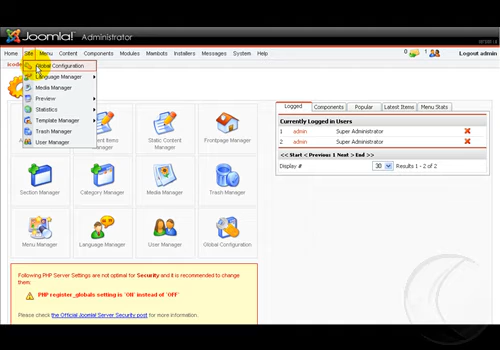 Joomla! Administrator
Home Site Menu Content Components Modules Mambots Installers Messages System Help 0 1 Logout admin
Global Configuration
Language Manager
Media Manager
Preview
Statistics
Template Manager
Trash Manager
User Manager
Items
Static Content
Manager
Frontpage
Manager
Section Manager
Category Manager
Media Manager
Trash Manager
Menu Manager
Language Manager
User Manager
Global Configuration
Logged Components Popular Latest Items Menu Stats
Currently Logged in Users
1 admin Super Administrator
2 admin Super Administrator
<< Start < Previous 1 Next > End >>
Display # 30 Results 1 - 2 of 2
Following PHP Server Settings are not optimal for Security and it is recommended to change
them:
PHP register_globals setting is `ON` instead of `OFF`
Please check the Official Joomla! Server Security post for more information.